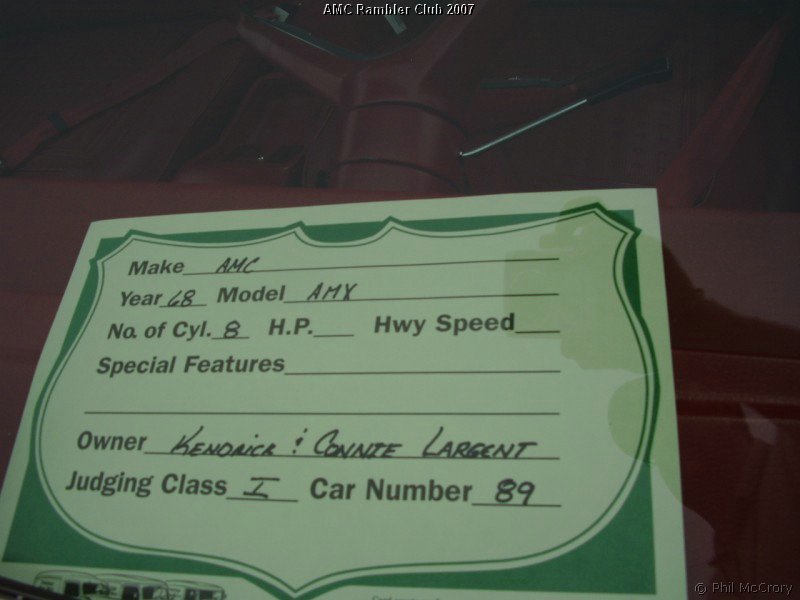 AMC Rambler Club 2007
Make AMC
Year 68 Model AMX
No. of Cyl. 8 H.P. Hwy Speed
Special Features
Owner KENDRICK & CONNIE LARGENT
Judging Class I Car Number 89
© Phil McCrory